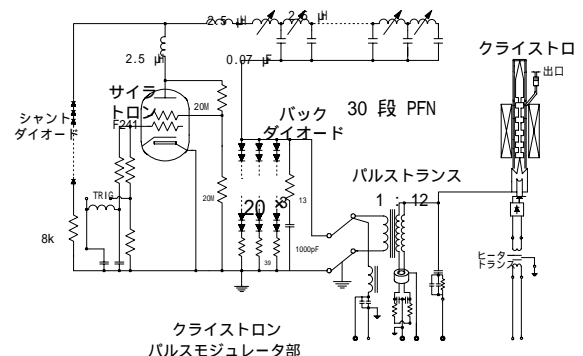 2.5 μH
2.5 μH
2.5 μH
0.07 μF
クライストロ
出口
サイラ
トロン
F241
20M
シャント
ダイオード
バック
ダイオード
30 段 PFN
パルストランス
1 : 12
TRIG
20M
20 x 3
13
8k
39
1000pF
ヒーター
トランス
クライストロン
パルスモジュレータ部